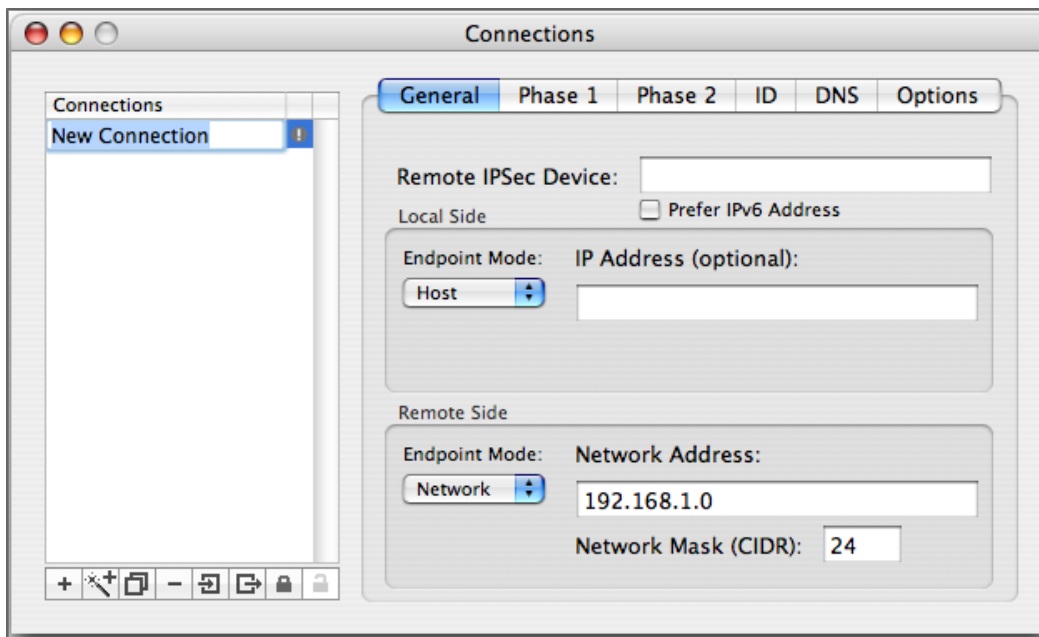 Connections
Connections
New Connection
General Phase 1 Phase 2 ID DNS Options
Remote IPSec Device:
Prefer IPv6 Address
Local Side
Endpoint Mode: IP Address (optional):
Host
Remote Side
Endpoint Mode: Network Address:
Network 192.168.1.0
Network Mask (CIDR): 24